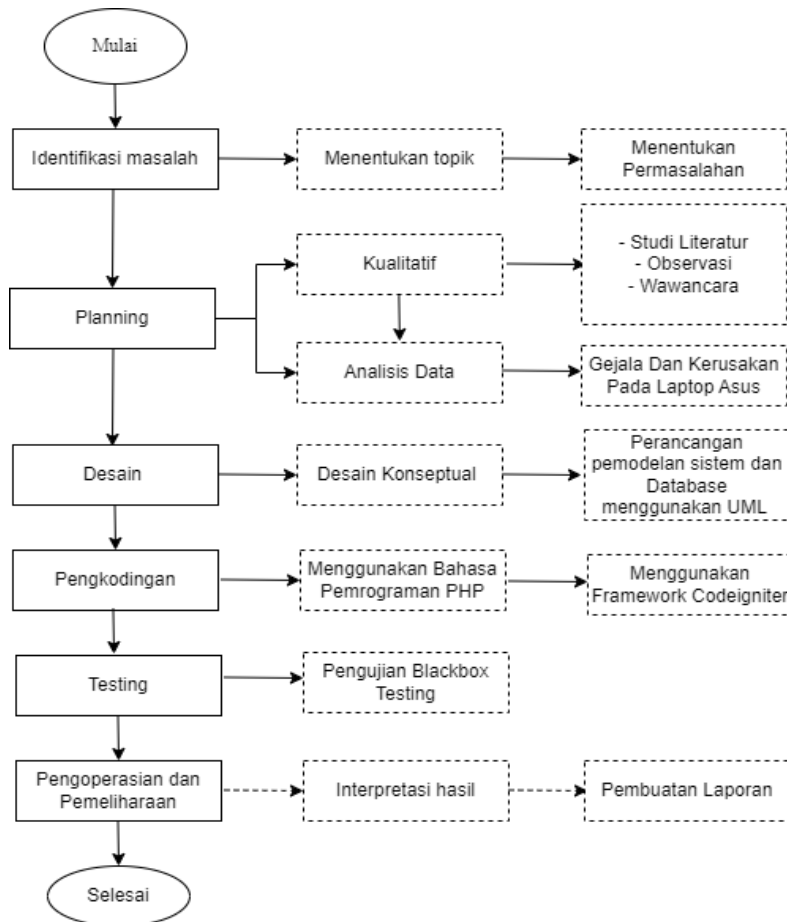 Mulai
Identifikasi masalah
Menentukan topik
Menentukan
Permasalahan
Planning
Kualitatif
- Studi Literatur
- Observasi
- Wawancara
Analisis Data
Gejala Dan Kerusakan
Pada Laptop Asus
Desain
Desain Konseptual
Perancangan
pemodelan sistem dan
Database
menggunakan UML
Pengkodingan
Menggunakan Bahasa
Pemrograman PHP
Menggunakan
Framework Codeigniter
Testing
Pengujian Blackbox
Testing
Pengoperasian dan
Pemeliharaan
Interpretasi hasil
Pembuatan Laporan
Selesai